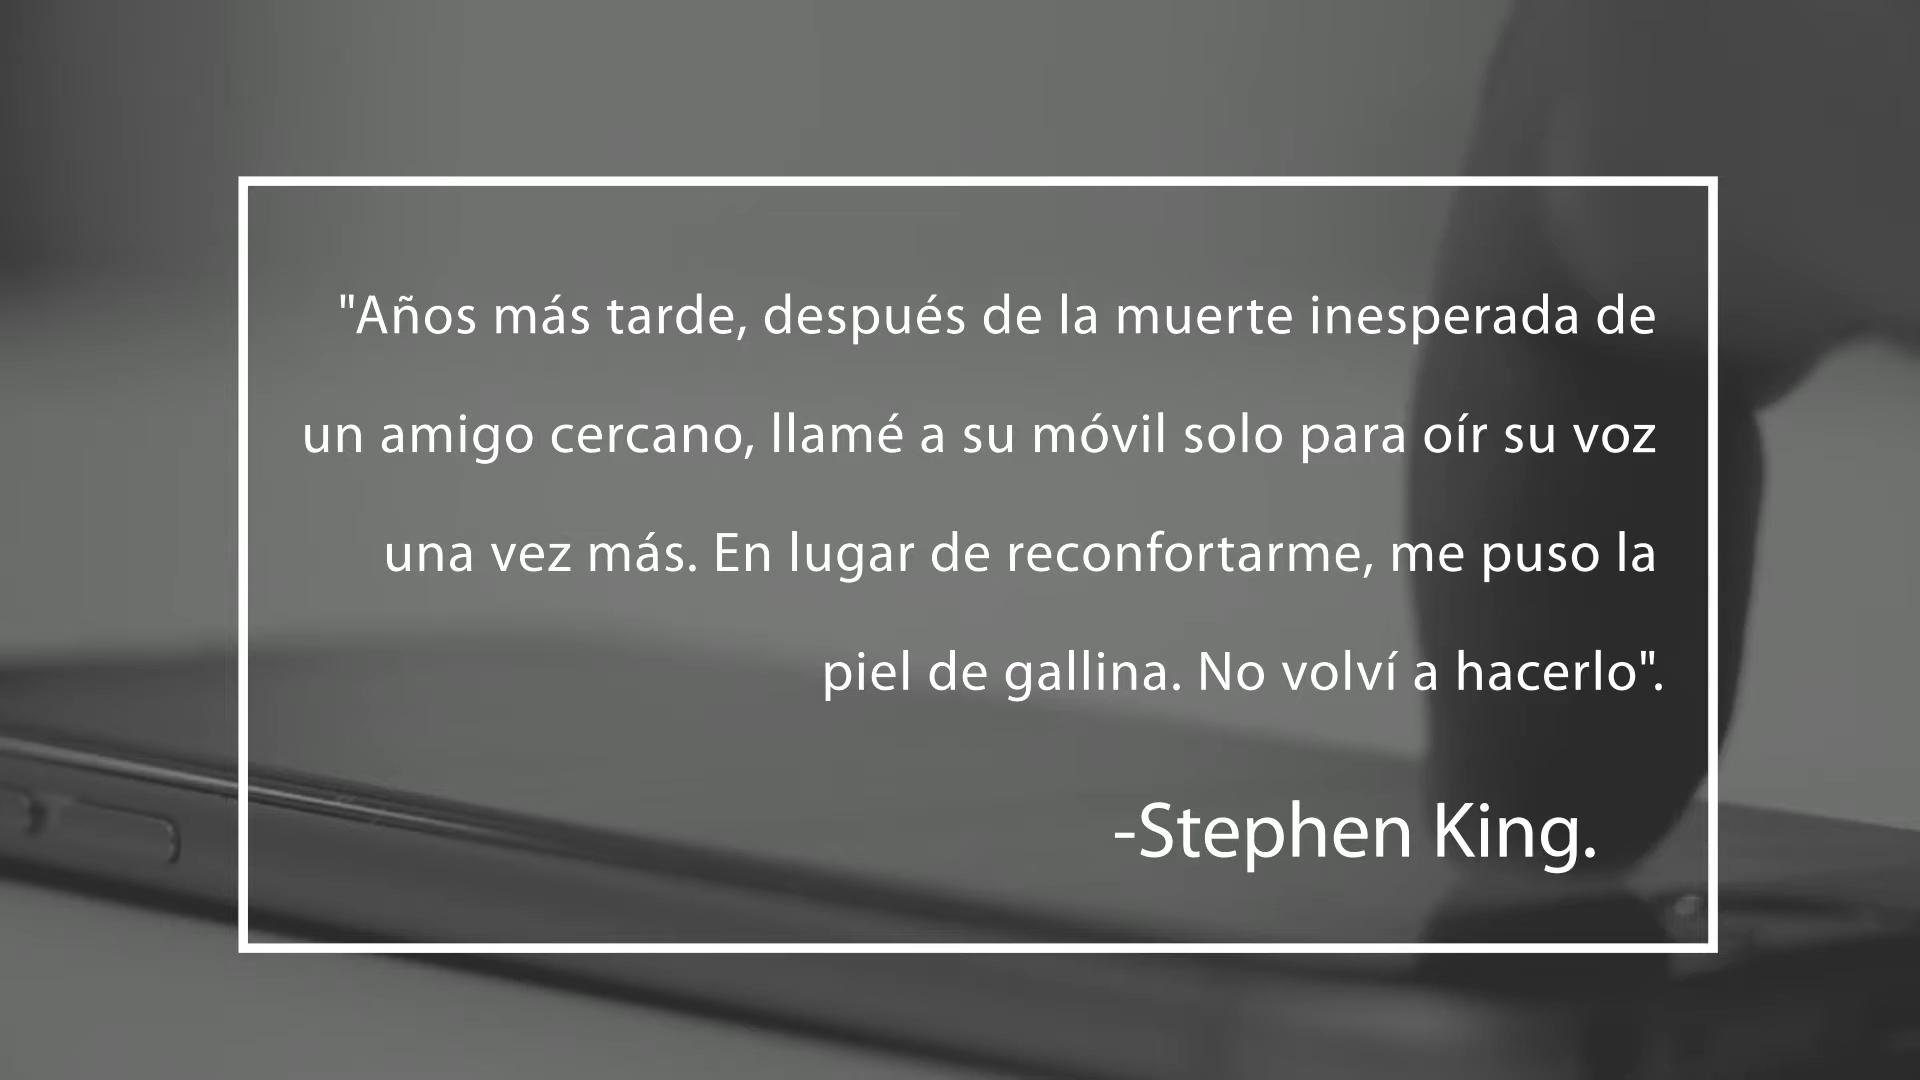 "Años más tarde, después de la muerte inesperada de
un amigo cercano, llamé a su móvil solo para oír su voz
una vez más. En lugar de reconfortarme, me puso la
piel de gallina. No volví a hacerlo".
-Stephen King.